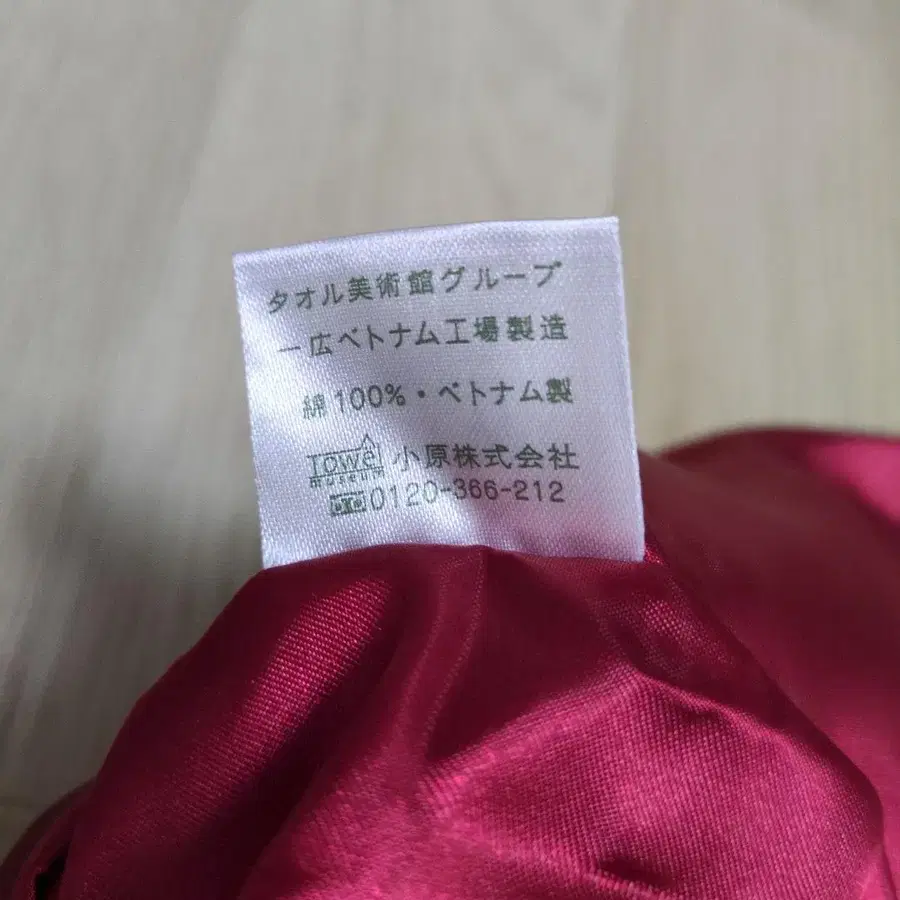 タオル美術館グループ
一広ベトナム工場製造
綿100%・ベトナム製
Towel museum 小原株式会社
0120-366-212